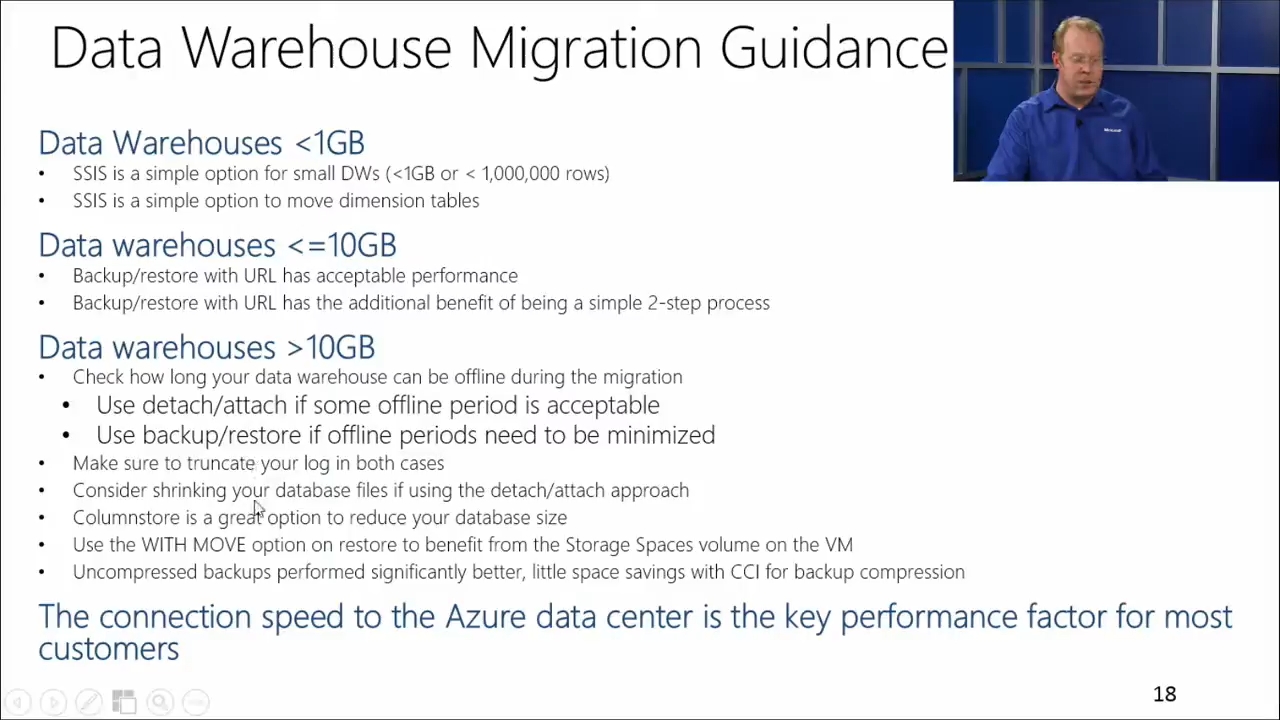 Data Warehouse Migration Guidance
Data Warehouses <1GB
• SSIS is a simple option for small DWs (<1GB or < 1,000,000 rows)
• SSIS is a simple option to move dimension tables
Data warehouses <=10GB
• Backup/restore with URL has acceptable performance
• Backup/restore with URL has the additional benefit of being a simple 2-step process
Data warehouses >10GB
• Check how long your data warehouse can be offline during the migration
• Use detach/attach if some offline period is acceptable
• Use backup/restore if offline periods need to be minimized
• Make sure to truncate your log in both cases
• Consider shrinking your database files if using the detach/attach approach
• Columnstore is a great option to reduce your database size
• Use the WITH MOVE option on restore to benefit from the Storage Spaces volume on the VM
• Uncompressed backups performed significantly better, little space savings with CCI for backup compression
The connection speed to the Azure data center is the key performance factor for most
customers
18